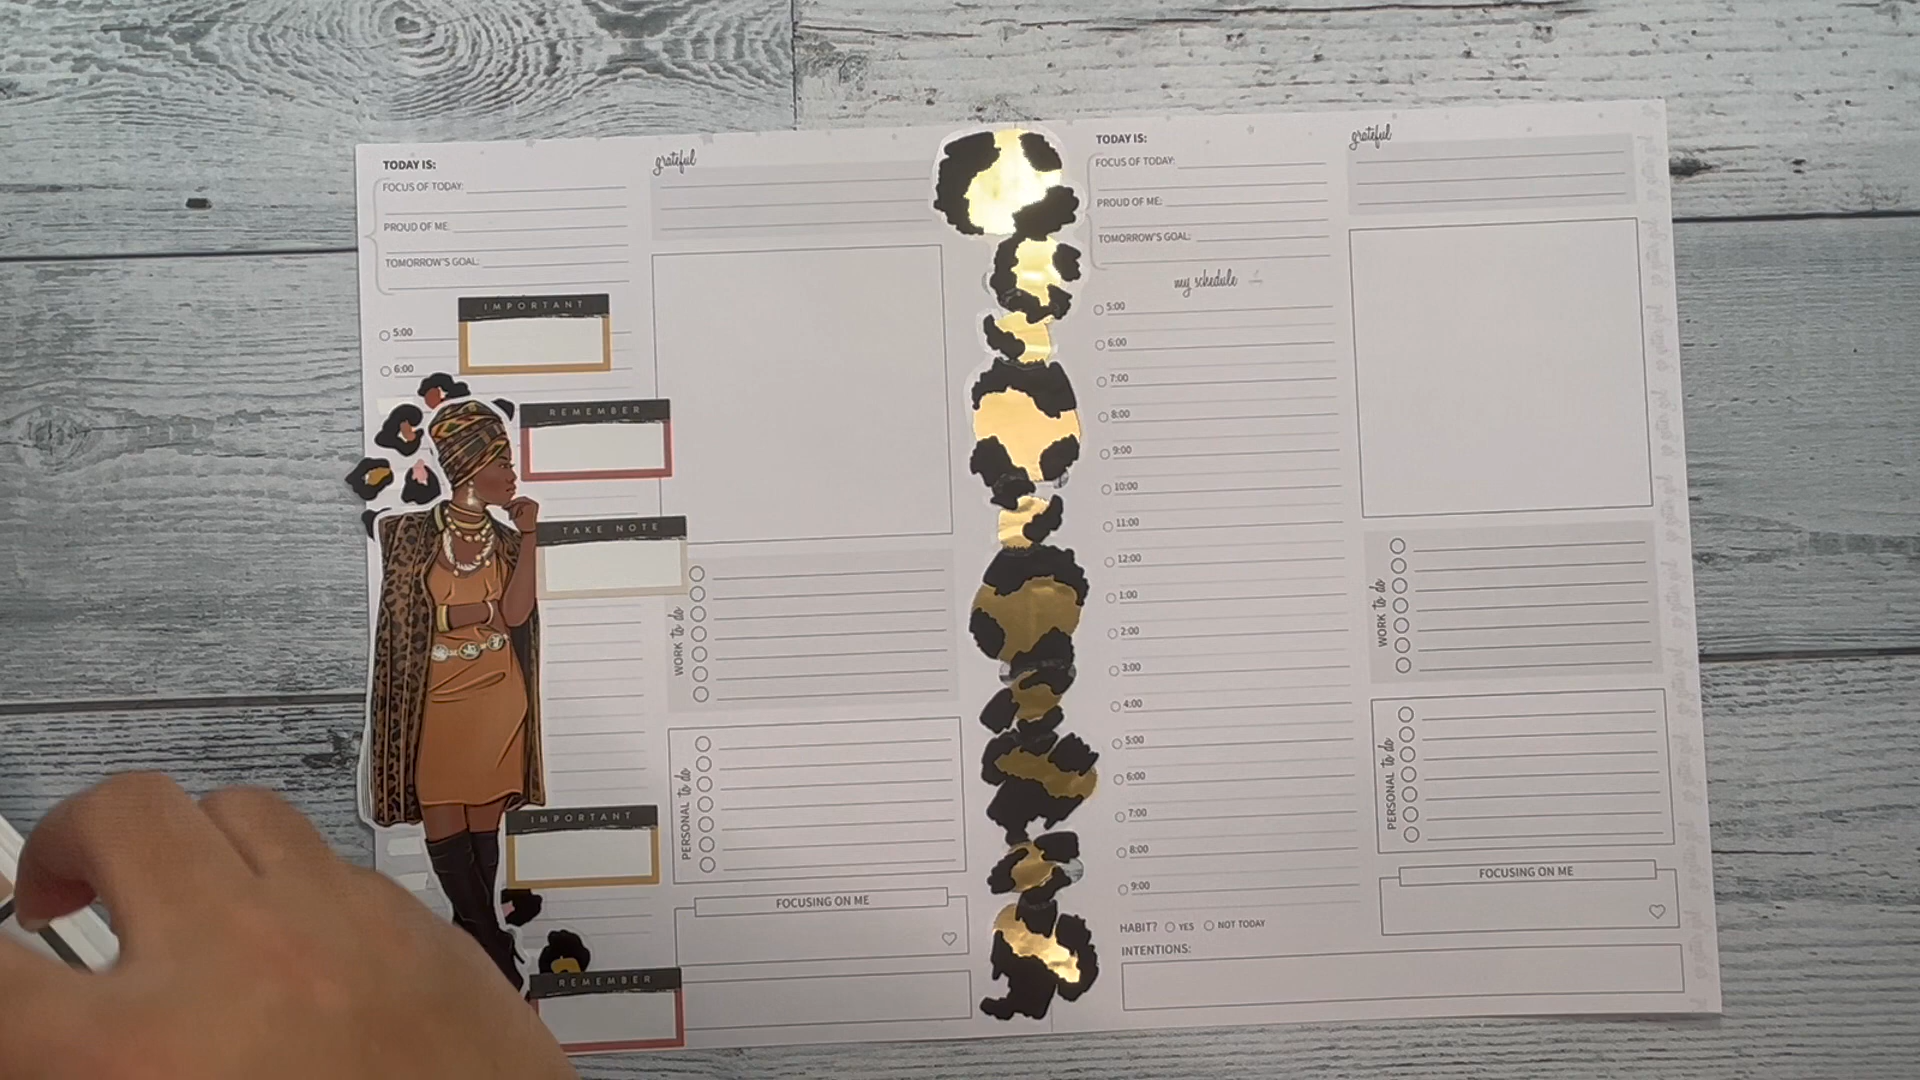 TODAY IS:
FOCUS OF TODAY:
PROUD OF ME:
TOMORROW'S GOAL:
grateful
IMPORTANT
5:00
6:00
REMEMBER
TAKE NOTE
WORK to do
PERSONAL to do
IMPORTANT
FOCUSING ON ME
REMEMBER
TODAY IS:
FOCUS OF TODAY:
PROUD OF ME:
TOMORROW'S GOAL:
grateful
my schedule
5:00
6:00
7:00
8:00
9:00
10:00
11:00
12:00
1:00
2:00
3:00
4:00
5:00
6:00
7:00
8:00
9:00
WORK to do
PERSONAL to do
FOCUSING ON ME
HABIT? YES NOT TODAY
INTENTIONS: